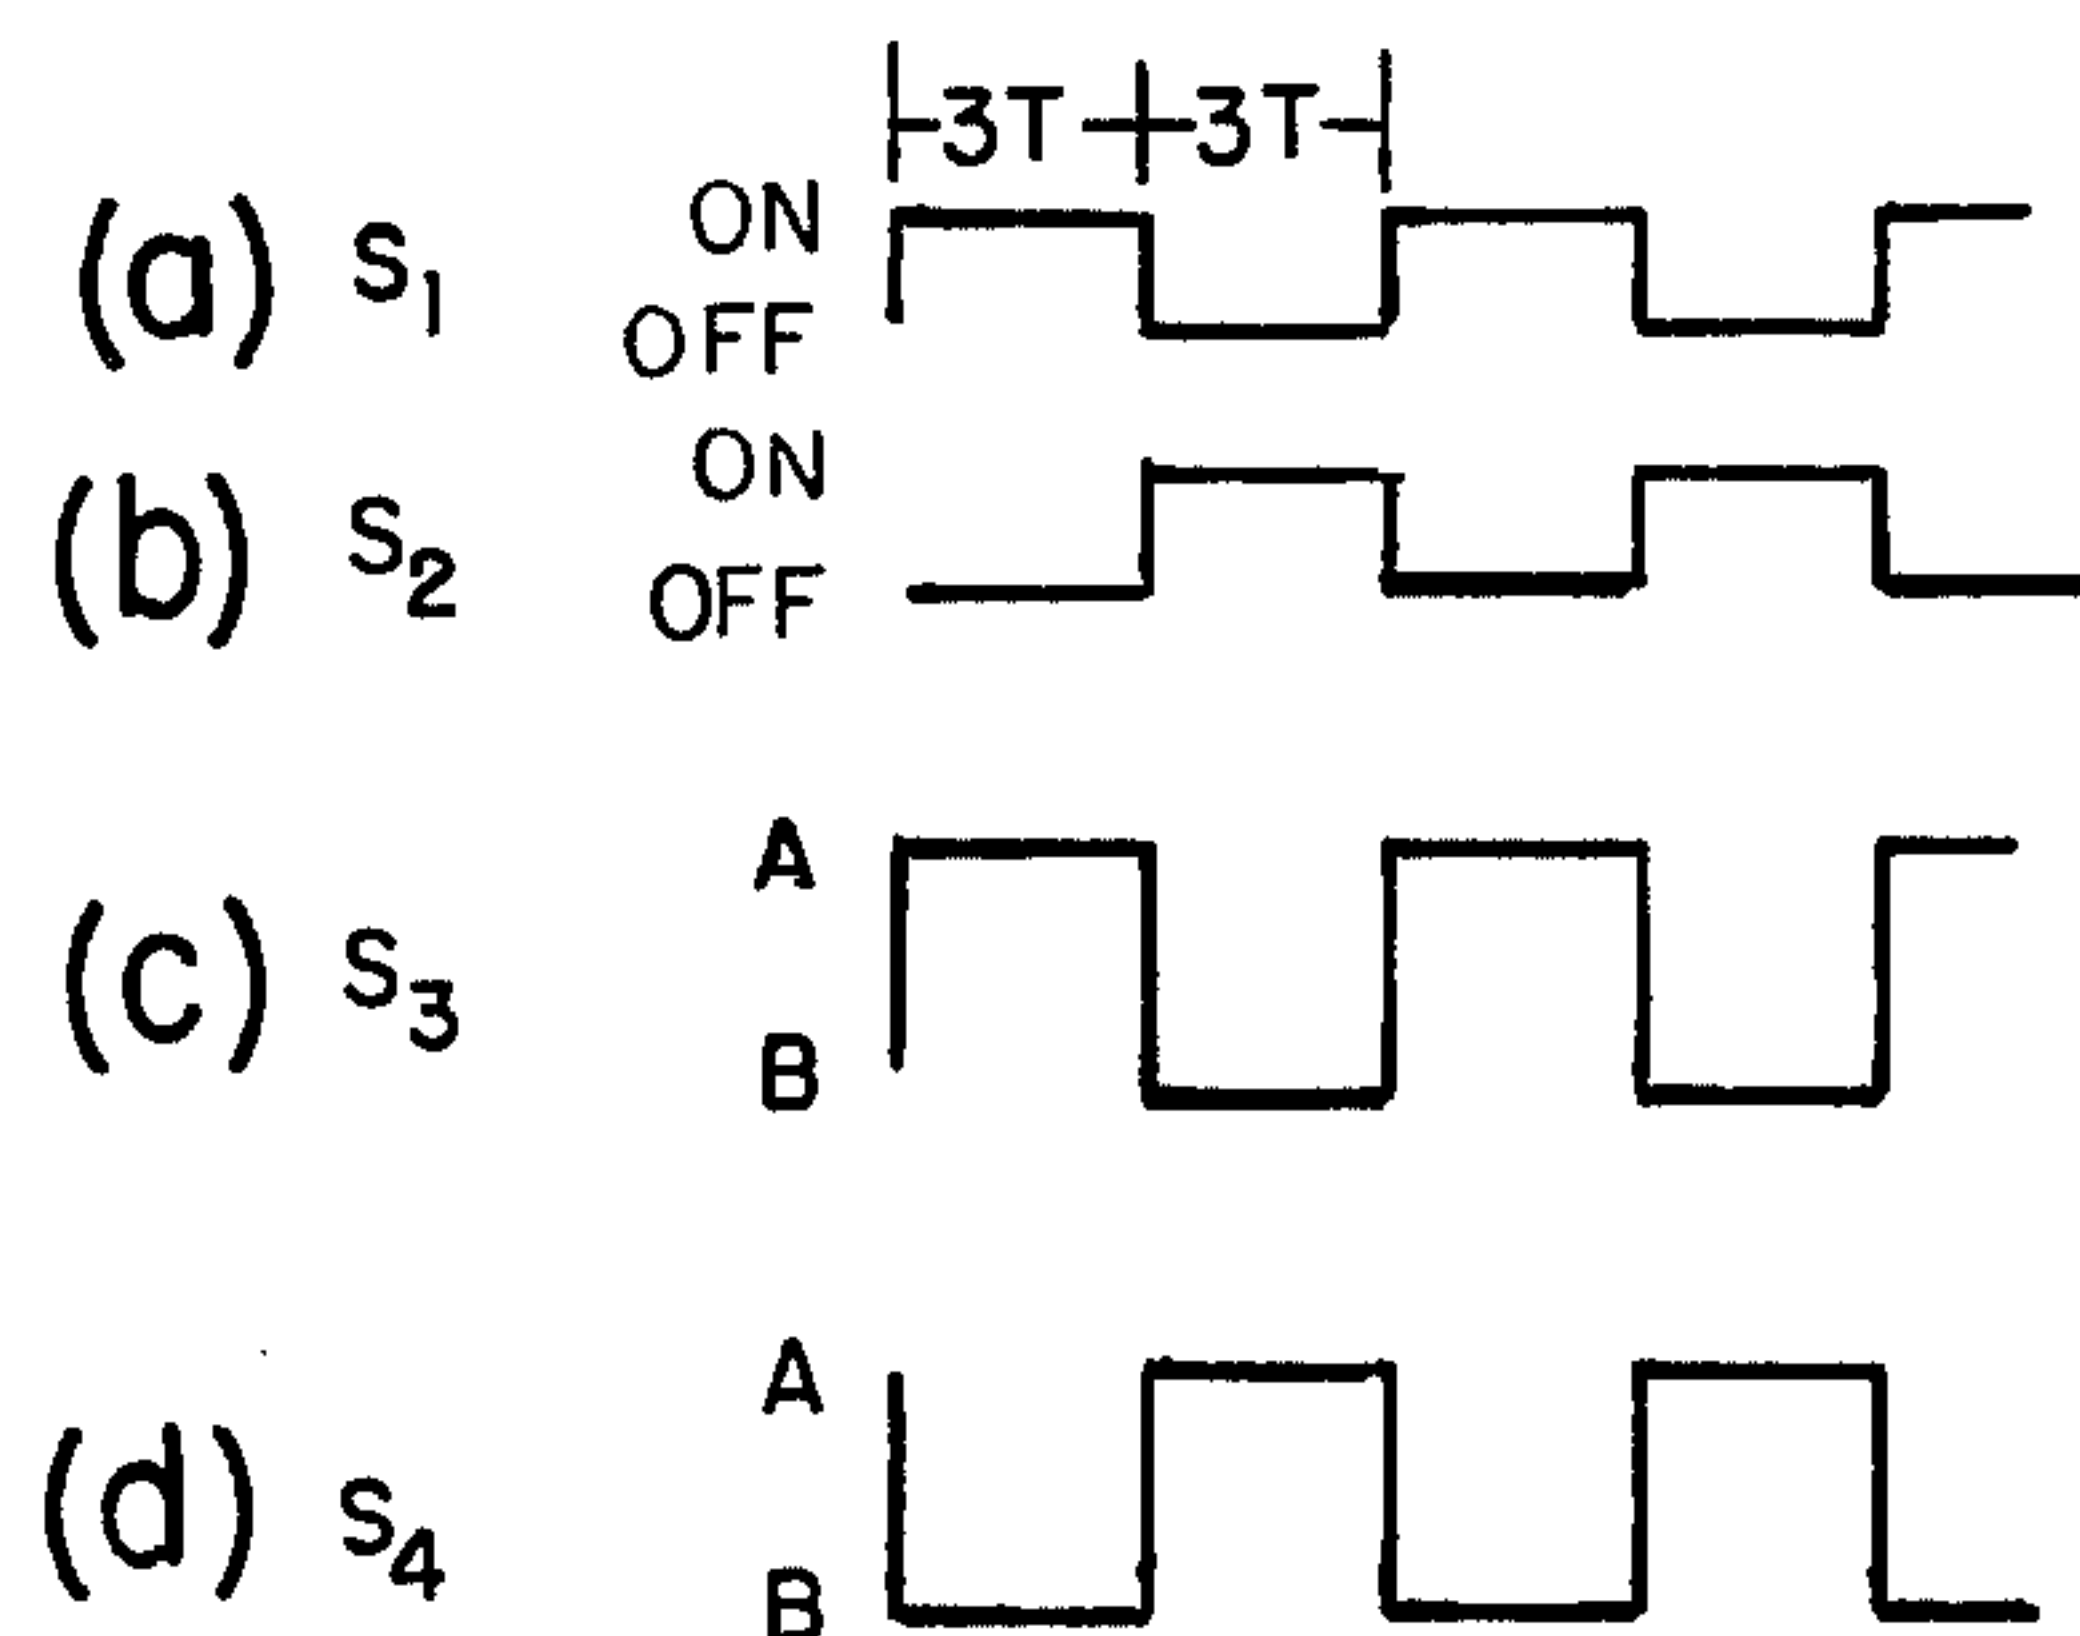 3T 3T
(a) S1 ON
OFF
(b) S2 ON
OFF
(c) S3 A
B
(d) S4 A
B